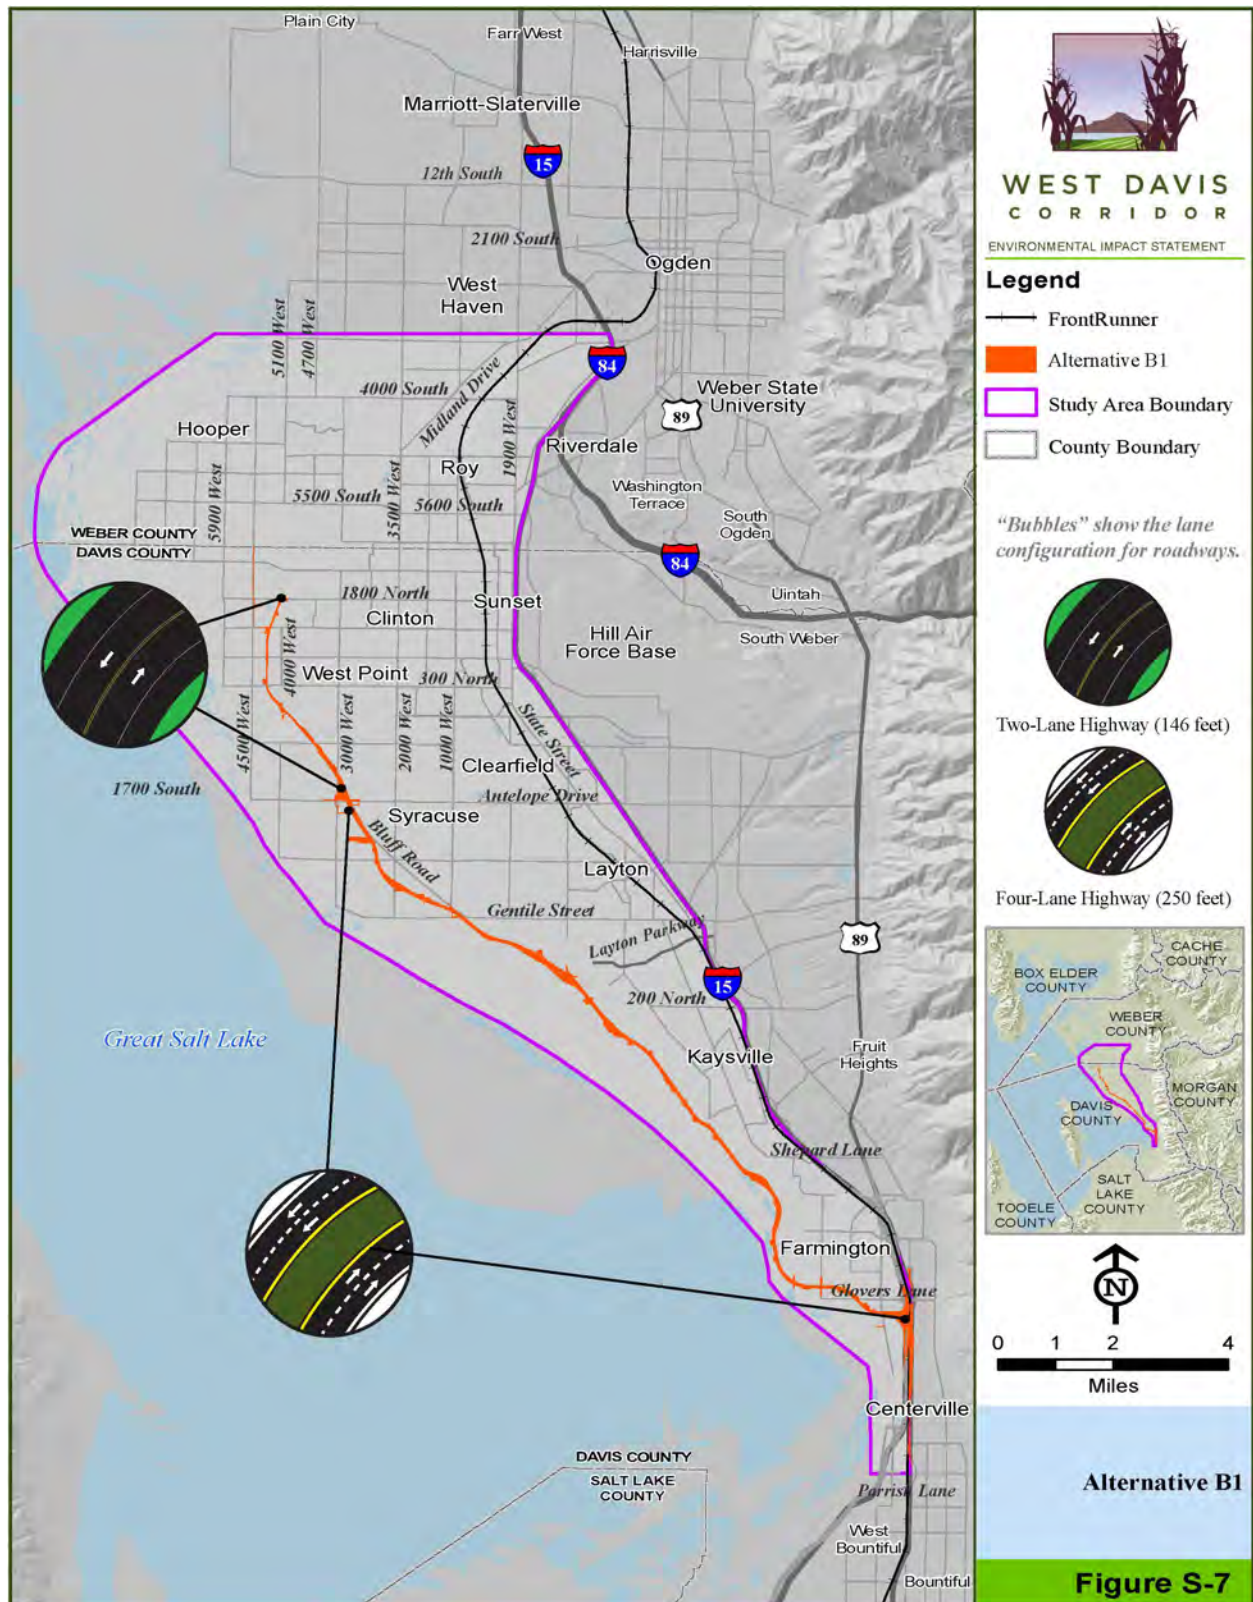 Plain City
Farr West
Harrisville
Marriott-Slaterville
15
12th South
2100 South
Ogden
West
Haven
5100 West
4700 West
84
4000 South
Midland Drive
Weber State
University
89
Hooper
1900 West
Riverdale
Roy
5900 West
5500 South
3500 West
5600 South
Washington
Terrace
South
Ogden
WEBER COUNTY
DAVIS COUNTY
84
1800 North
Sunset
Uintah
Clinton
Hill Air
Force Base
South Weber
4000 West
West Point
300 North
4500 West
3000 West
2000 West
1000 West
State Street
Clearfield
1700 South
Antelope Drive
Syracuse
Bluff Road
Layton
Gentile Street
Layton Parkway
89
15
200 North
Great Salt Lake
Kaysville
Fruit
Heights
Shepard Lane
Farmington
Glovers Lane
Centerville
DAVIS COUNTY
SALT LAKE
COUNTY
Parrish Lane
West
Bountiful
Bountiful
WEST DAVIS
CORRIDOR
ENVIRONMENTAL IMPACT STATEMENT
Legend
FrontRunner
Alternative B1
Study Area Boundary
County Boundary
“Bubbles” show the lane
configuration for roadways.
Two-Lane Highway (146 feet)
Four-Lane Highway (250 feet)
CACHE
COUNTY
BOX ELDER
COUNTY
WEBER
COUNTY
MORGAN
COUNTY
DAVIS
COUNTY
SALT
LAKE
COUNTY
TOOELE
COUNTY
N
0 1 2 4
Miles
Alternative B1
Figure S-7